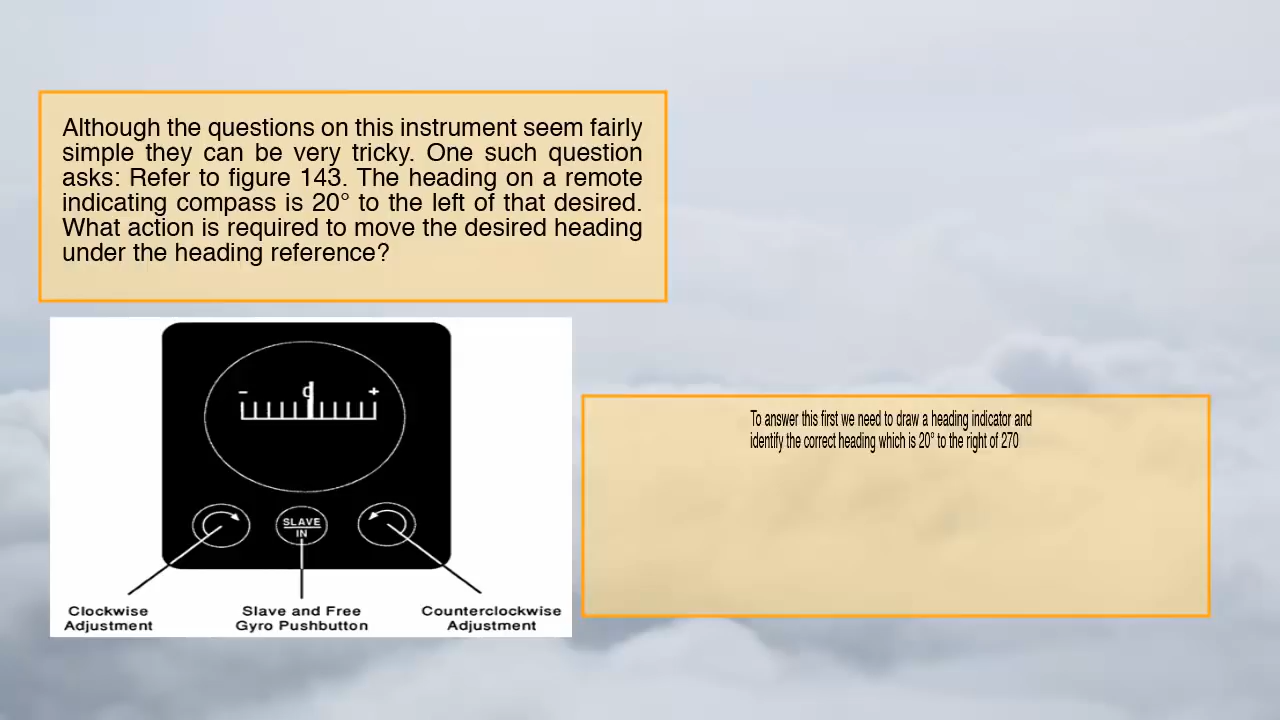 Although the questions on this instrument seem fairly
simple they can be very tricky. One such question
asks: Refer to figure 143. The heading on a remote
indicating compass is 20° to the left of that desired.
What action is required to move the desired heading
under the heading reference?
- d +
SLAVE
IN
Clockwise
Adjustment
Slave and Free
Gyro Pushbutton
Counterclockwise
Adjustment
To answer this first we need to draw a heading indicator and
identify the correct heading which is 20° to the right of 270